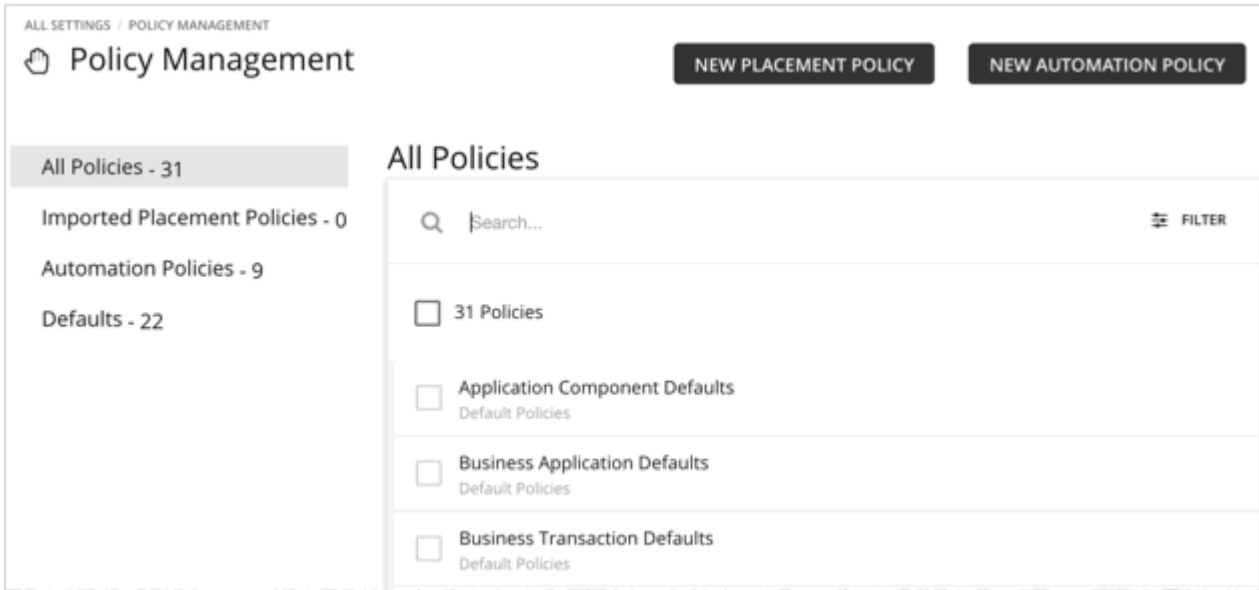 ALL SETTINGS / POLICY MANAGEMENT
Policy Management
NEW PLACEMENT POLICY
NEW AUTOMATION POLICY
All Policies - 31
Imported Placement Policies - 0
Automation Policies - 9
Defaults - 22
All Policies
Search...
FILTER
31 Policies
Application Component Defaults
Default Policies
Business Application Defaults
Default Policies
Business Transaction Defaults
Default Policies